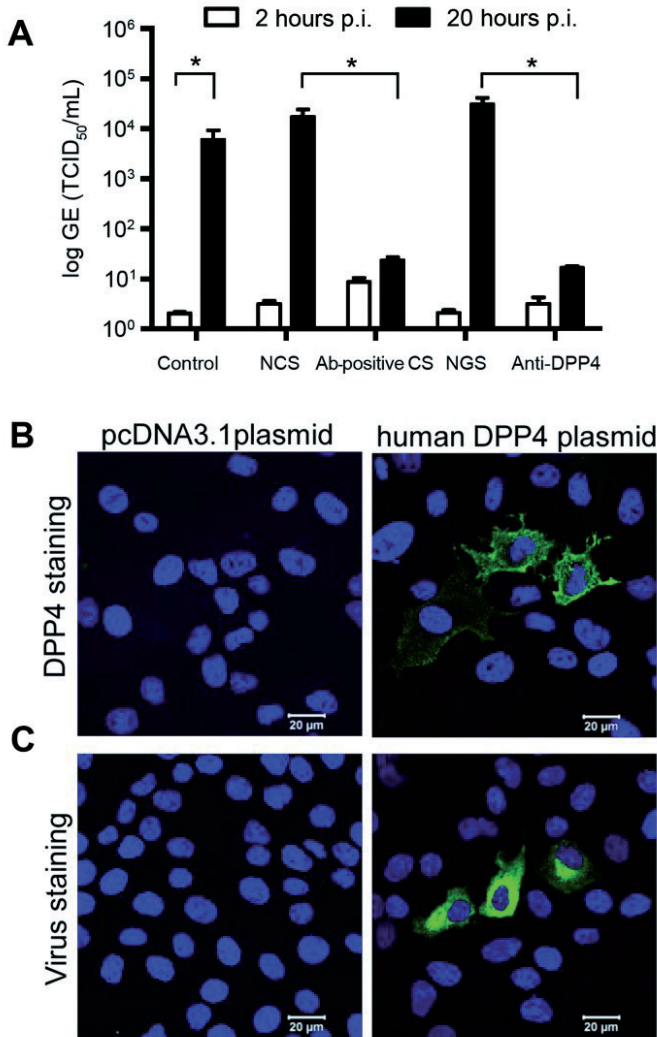 A
2 hours p.i. 20 hours p.i.
log GE (TCID50/mL)
10^6
10^5
10^4
10^3
10^2
10^1
10^0
* * *
Control NCS Ab-positive CS NGS Anti-DPP4
B
pcDNA3.1plasmid human DPP4 plasmid
DPP4 staining
20 μm 20 μm
C
Virus staining
20 μm 20 μm